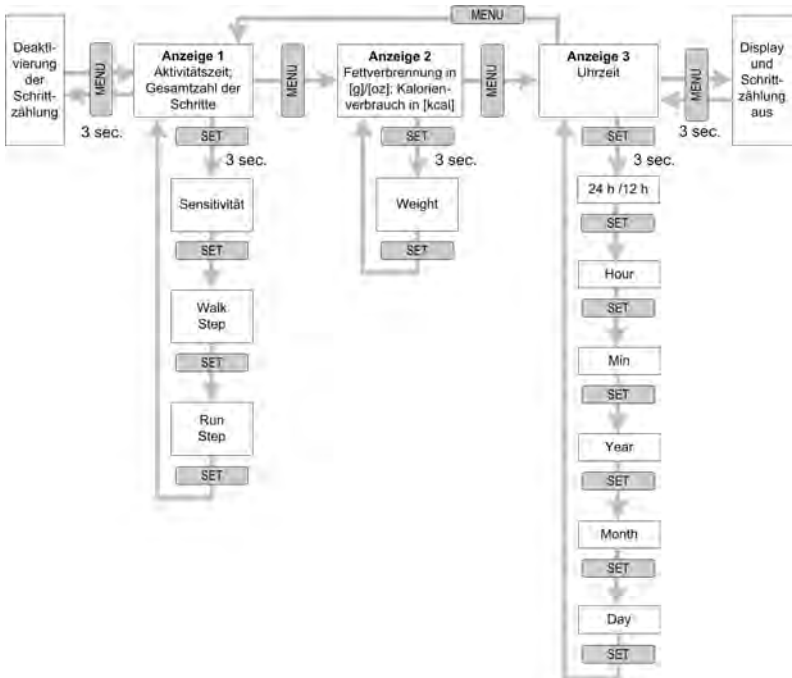 MENU
Deakti-
vierung
der
Schritt-
zählung
MENU
3 sec.
Anzeige 1
Aktivitätszeit;
Gesamtzahl der
Schritte
MENU
Anzeige 2
Fettverbrennung in
[g]/[oz]; Kalorien-
verbrauch in [kcal]
MENU
Anzeige 3
Uhrzeit
MENU
3 sec.
Display
und
Schritt-
zählung
aus
SET
3 sec.
Sensitivität
SET
Walk
Step
SET
Run
Step
SET
SET
3 sec.
Weight
SET
SET
3 sec.
24 h /12 h
SET
Hour
SET
Min
SET
Year
SET
Month
SET
Day
SET